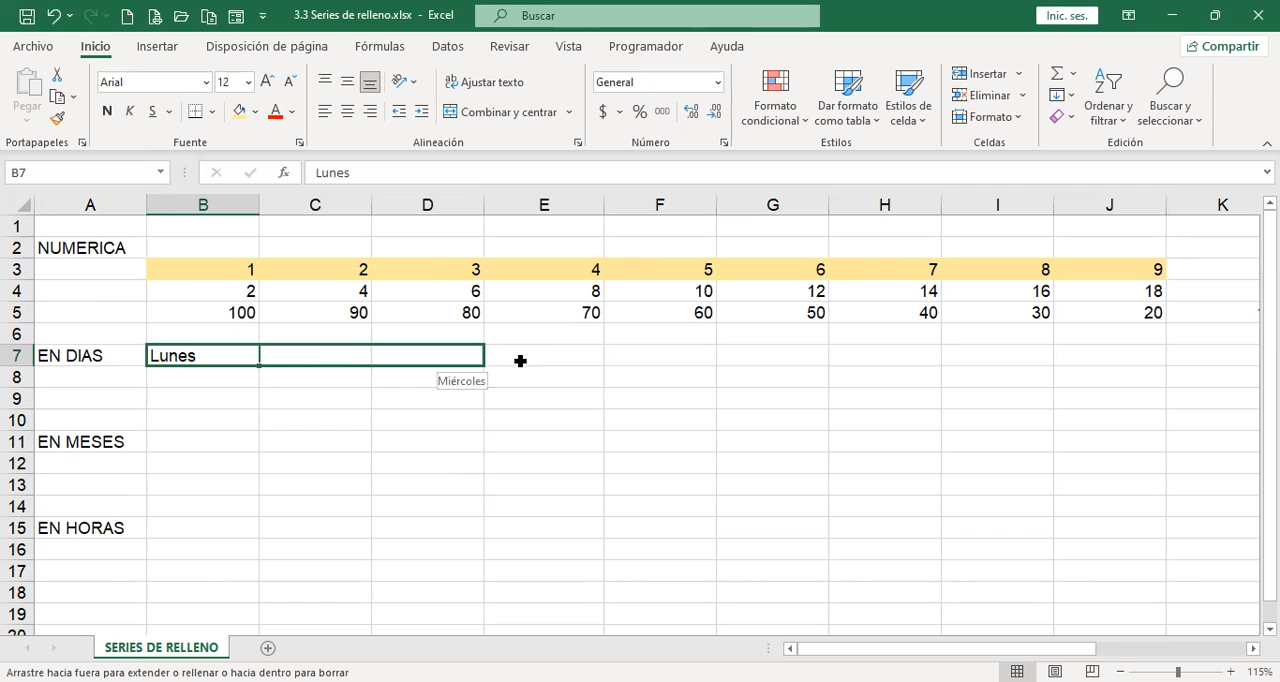 3.3 Series de relleno.xlsx - Excel
Buscar
Inic. ses.
Archivo Inicio Insertar Disposición de página Fórmulas Datos Revisar Vista Programador Ayuda
Compartir
Pegar
Arial 12
N K S
Ajustar texto
Combinar y centrar
General
$ % 000
Formato condicional
Dar formato como tabla
Estilos de celda
Insertar
Eliminar
Formato
Ordenar y filtrar
Buscar y seleccionar
Portapapeles Fuente Alineación Número Estilos Celdas Edición
B7 fx Lunes
A B C D E F G H I J K
1
2 NUMERICA
3 1 2 3 4 5 6 7 8 9
4 2 4 6 8 10 12 14 16 18
5 100 90 80 70 60 50 40 30 20
6
7 EN DIAS Lunes
8 Miércoles
9
10
11 EN MESES
12
13
14
15 EN HORAS
16
17
18
19
20
SERIES DE RELLENO
Arrastre hacia fuera para extender o rellenar o hacia dentro para borrar
115%